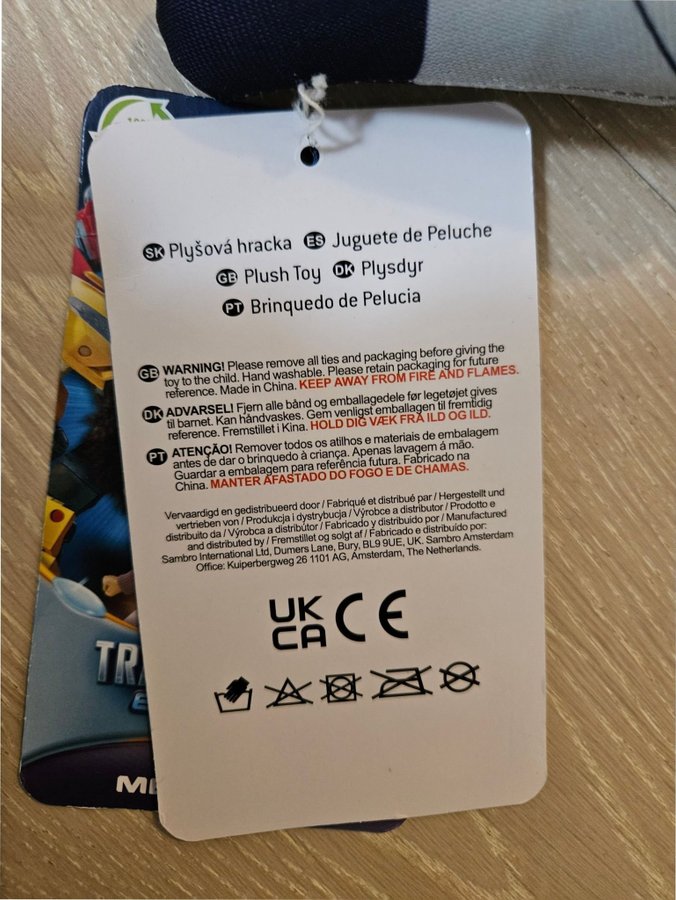 SK Plyšová hracka ES Juguete de Peluche
GB Plush Toy DK Plysdyr
PT Brinquedo de Pelucia
GB WARNING! Please remove all ties and packaging before giving the
toy to the child. Hand washable. Please retain packaging for future
reference. Made in China. KEEP AWAY FROM FIRE AND FLAMES.
DK ADVARSEL! Fjern alle bånd og emballagedele før legetøjet gives
til barnet. Kan håndvaskes. Gem venligst emballagen til fremtidig
reference. Fremstillet i Kina. HOLD DIG VÆK FRA ILD OG ILD.
PT ATENÇÃO! Remover todos os atilhos e materais de embalagem
antes de dar o brinquedo à criança. Apenas lavagem á mão.
Guardar a embalagem para referência futura. Fabricado na
China. MANTER AFASTADO DO FOGO E DE CHAMAS.
Vervaardigd en gedistribueerd door / Fabriqué et distribué par / Hergestellt und
vertrieben von / Produkcja i dystrybucja / Výrobce a distributor / Prodotto e
distribuito da / Výrobca a distribútor / Fabricado y distribuido por / Manufactured
and distributed by / Fremstillet og solgt af / Fabricado e distribuido por:
Sambro International Ltd, Dumers Lane, Bury, BL9 9UE, UK. Sambro Amsterdam
Office: Kuiperbergweg 26 1101 AG, Amsterdam, The Netherlands.
UK
CA CE
TRA
ME